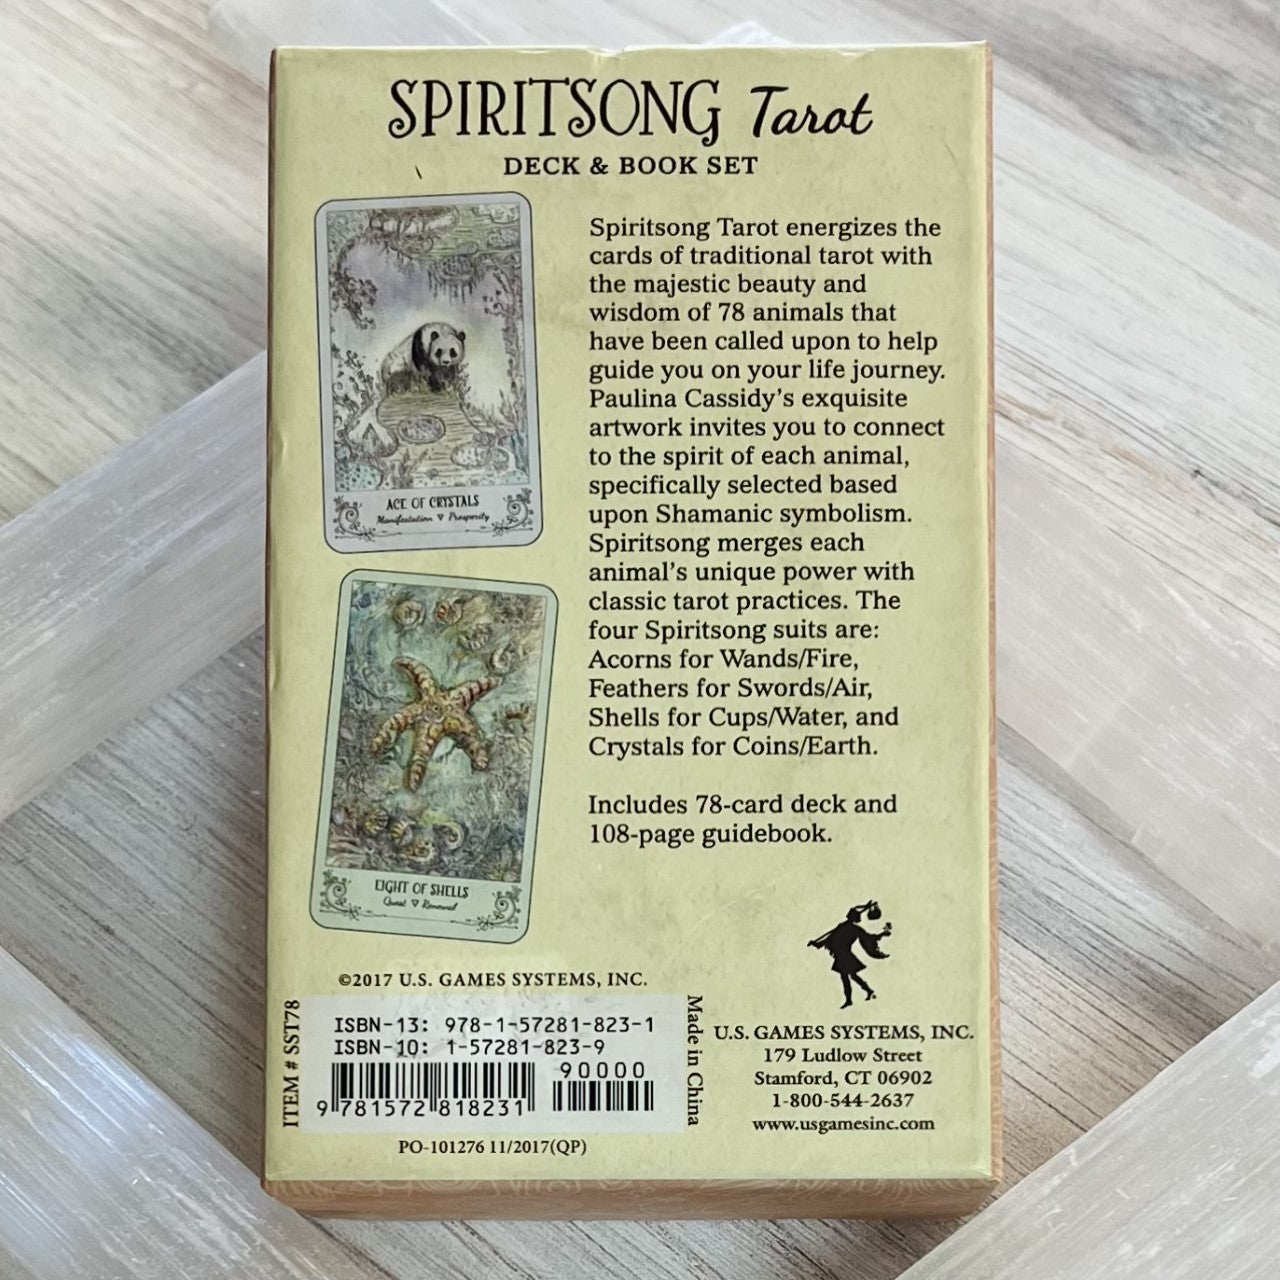 SPIRITSONG Tarot
DECK & BOOK SET
ACE OF CRYSTALS
Manifestation ▽ Prosperity
EIGHT OF SHELLS
Quest ▽ Renewal
Spiritsong Tarot energizes the
cards of traditional tarot with
the majestic beauty and
wisdom of 78 animals that
have been called upon to help
guide you on your life journey.
Paulina Cassidy's exquisite
artwork invites you to connect
to the spirit of each animal,
specifically selected based
upon Shamanic symbolism.
Spiritsong merges each
animal's unique power with
classic tarot practices. The
four Spiritsong suits are:
Acorns for Wands/Fire,
Feathers for Swords/Air,
Shells for Cups/Water, and
Crystals for Coins/Earth.
Includes 78-card deck and
108-page guidebook.
©2017 U.S. GAMES SYSTEMS, INC.
ITEM # SST78
ISBN-13: 978-1-57281-823-1
ISBN-10: 1-57281-823-9
90000
9 781572 818231
Made in China
PO-101276 11/2017(QP)
U.S. GAMES SYSTEMS, INC.
179 Ludlow Street
Stamford, CT 06902
1-800-544-2637
www.usgamesinc.com